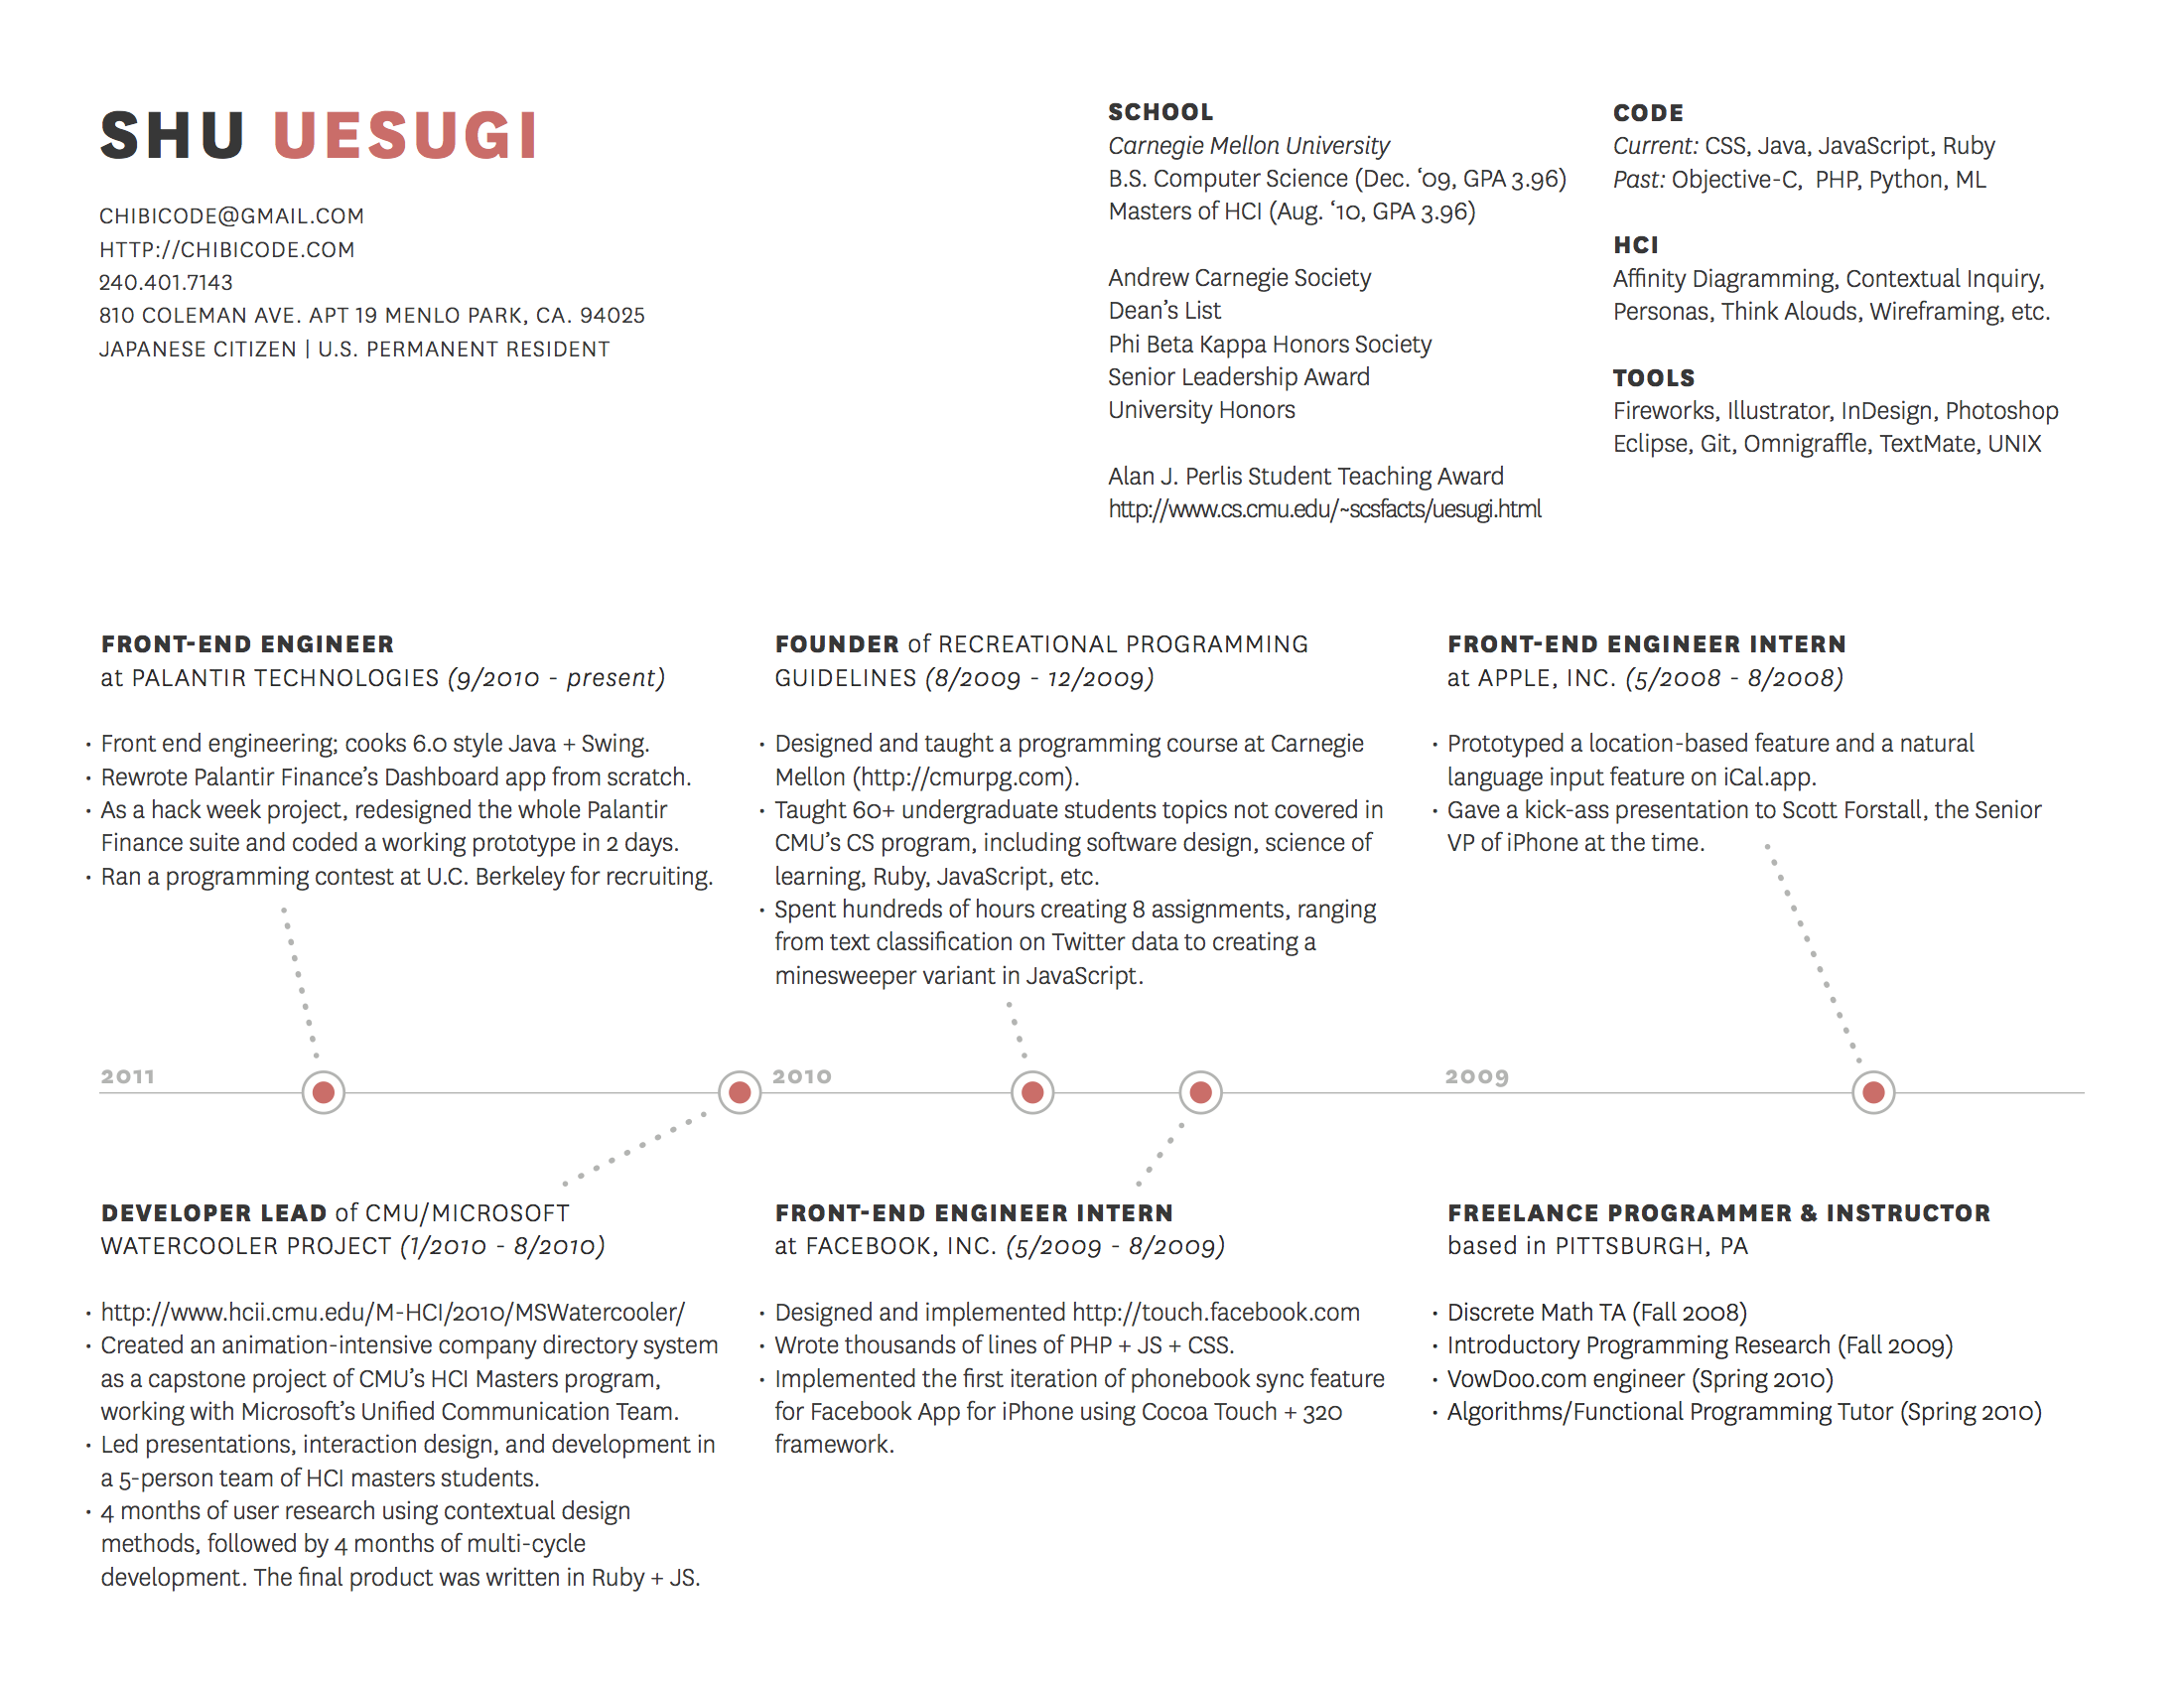 SHU UESUGI
CHIBICODE@GMAIL.COM
HTTP://CHIBICODE.COM
240.401.7143
810 COLEMAN AVE. APT 19 MENLO PARK, CA. 94025
JAPANESE CITIZEN | U.S. PERMANENT RESIDENT
SCHOOL
Carnegie Mellon University
B.S. Computer Science (Dec. ‘09, GPA 3.96)
Masters of HCI (Aug. ‘10, GPA 3.96)
Andrew Carnegie Society
Dean’s List
Phi Beta Kappa Honors Society
Senior Leadership Award
University Honors
Alan J. Perlis Student Teaching Award
http://www.cs.cmu.edu/~scsfacts/uesugi.html
CODE
Current: CSS, Java, JavaScript, Ruby
Past: Objective-C, PHP, Python, ML
HCI
Affinity Diagramming, Contextual Inquiry,
Personas, Think Alouds, Wireframing, etc.
TOOLS
Fireworks, Illustrator, InDesign, Photoshop
Eclipse, Git, Omnigraffle, TextMate, UNIX
FRONT-END ENGINEER
at PALANTIR TECHNOLOGIES (9/2010 - present)
· Front end engineering; cooks 6.0 style Java + Swing.
· Rewrote Palantir Finance’s Dashboard app from scratch.
· As a hack week project, redesigned the whole Palantir
Finance suite and coded a working prototype in 2 days.
· Ran a programming contest at U.C. Berkeley for recruiting.
FOUNDER of RECREATIONAL PROGRAMMING
GUIDELINES (8/2009 - 12/2009)
· Designed and taught a programming course at Carnegie
Mellon (http://cmurpg.com).
· Taught 60+ undergraduate students topics not covered in
CMU’s CS program, including software design, science of
learning, Ruby, JavaScript, etc.
· Spent hundreds of hours creating 8 assignments, ranging
from text classification on Twitter data to creating a
minesweeper variant in JavaScript.
FRONT-END ENGINEER INTERN
at APPLE, INC. (5/2008 - 8/2008)
· Prototyped a location-based feature and a natural
language input feature on iCal.app.
· Gave a kick-ass presentation to Scott Forstall, the Senior
VP of iPhone at the time.
2011
2010
2009
DEVELOPER LEAD of CMU/MICROSOFT
WATERCOOLER PROJECT (1/2010 - 8/2010)
· http://www.hcii.cmu.edu/M-HCI/2010/MSWatercooler/
· Created an animation-intensive company directory system
as a capstone project of CMU’s HCI Masters program,
working with Microsoft’s Unified Communication Team.
· Led presentations, interaction design, and development in
a 5-person team of HCI masters students.
· 4 months of user research using contextual design
methods, followed by 4 months of multi-cycle
development. The final product was written in Ruby + JS.
FRONT-END ENGINEER INTERN
at FACEBOOK, INC. (5/2009 - 8/2009)
· Designed and implemented http://touch.facebook.com
· Wrote thousands of lines of PHP + JS + CSS.
· Implemented the first iteration of phonebook sync feature
for Facebook App for iPhone using Cocoa Touch + 320
framework.
FREELANCE PROGRAMMER & INSTRUCTOR
based in PITTSBURGH, PA
· Discrete Math TA (Fall 2008)
· Introductory Programming Research (Fall 2009)
· VowDoo.com engineer (Spring 2010)
· Algorithms/Functional Programming Tutor (Spring 2010)